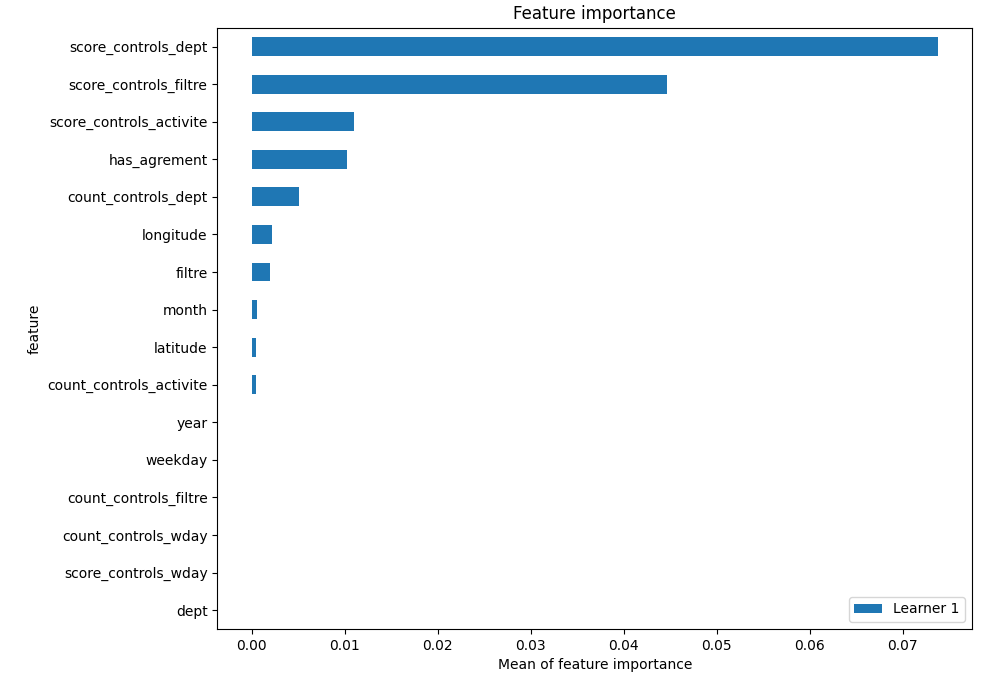 Feature importance
score_controls_dept
score_controls_filtre
score_controls_activite
has_agrement
count_controls_dept
longitude
filtre
month
latitude
count_controls_activite
year
weekday
count_controls_filtre
count_controls_wday
score_controls_wday
dept
feature
Learner 1
0.00 0.01 0.02 0.03 0.04 0.05 0.06 0.07
Mean of feature importance